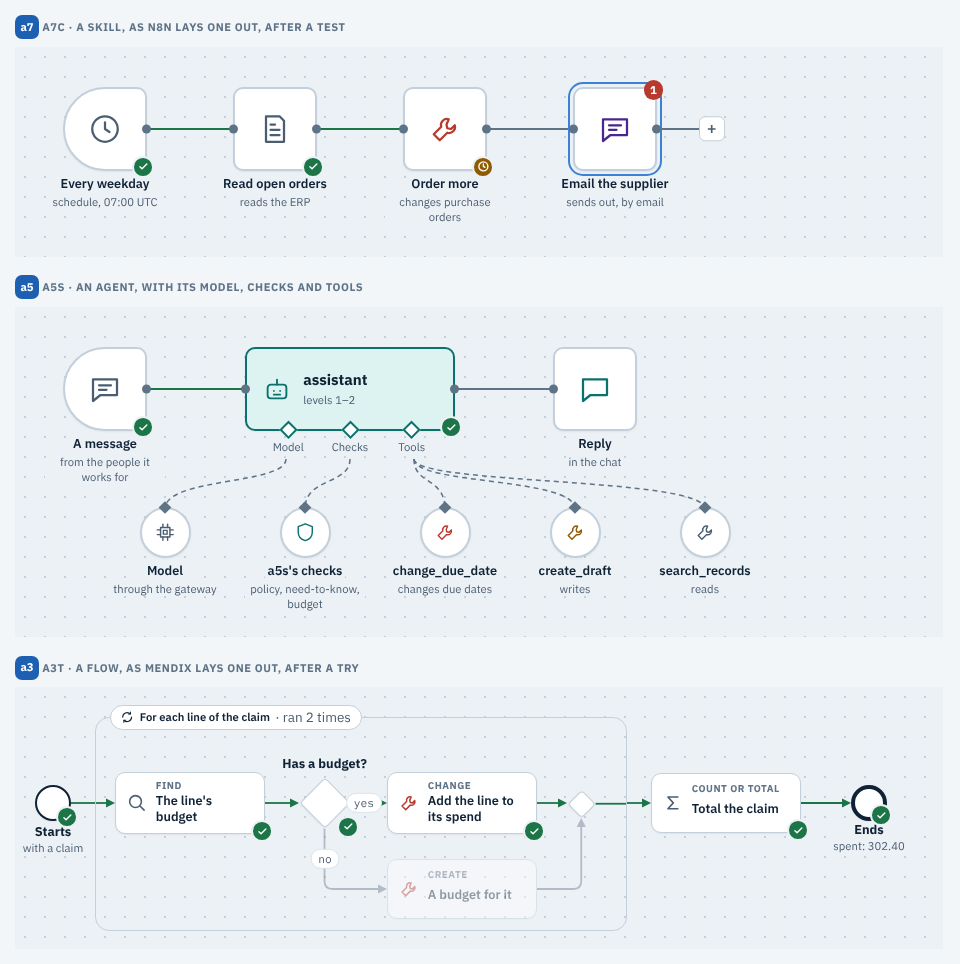 a7 A7C · A SKILL, AS N8N LAYS ONE OUT, AFTER A TEST
1
+
Every weekday
schedule, 07:00 UTC
Read open orders
reads the ERP
Order more
changes purchase
orders
Email the supplier
sends out, by email
a5 A5S · AN AGENT, WITH ITS MODEL, CHECKS AND TOOLS
assistant
levels 1–2
Model
Checks
Tools
A message
from the people it
works for
Reply
in the chat
Model
through the gateway
a5s's checks
policy, need-to-know,
budget
change_due_date
changes due dates
create_draft
writes
search_records
reads
a3 A3T · A FLOW, AS MENDIX LAYS ONE OUT, AFTER A TRY
For each line of the claim · ran 2 times
Has a budget?
Starts
with a claim
FIND
The line's
budget
yes
no
CHANGE
Add the line to
its spend
CREATE
A budget for it
COUNT OR TOTAL
Total the claim
Ends
spent: 302.40